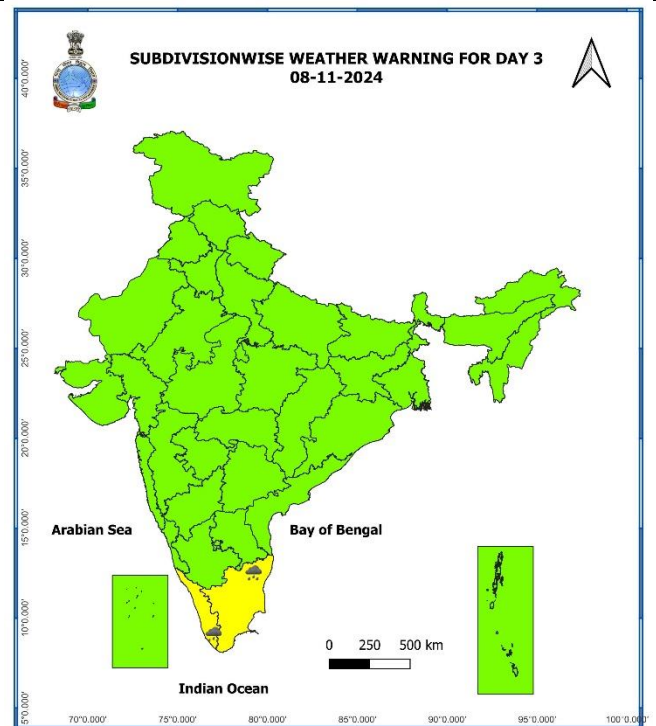 SUBDIVISIONWISE WEATHER WARNING FOR DAY 3
08-11-2024
40°0.000'
35°0.000'
30°0.000'
25°0.000'
20°0.000'
15°0.000'
10°0.000'
5°0.000'
Arabian Sea
Bay of Bengal
0 250 500 km
Indian Ocean
70°0.000' 75°0.000' 80°0.000' 85°0.000' 90°0.000' 95°0.000' 100°0.000'